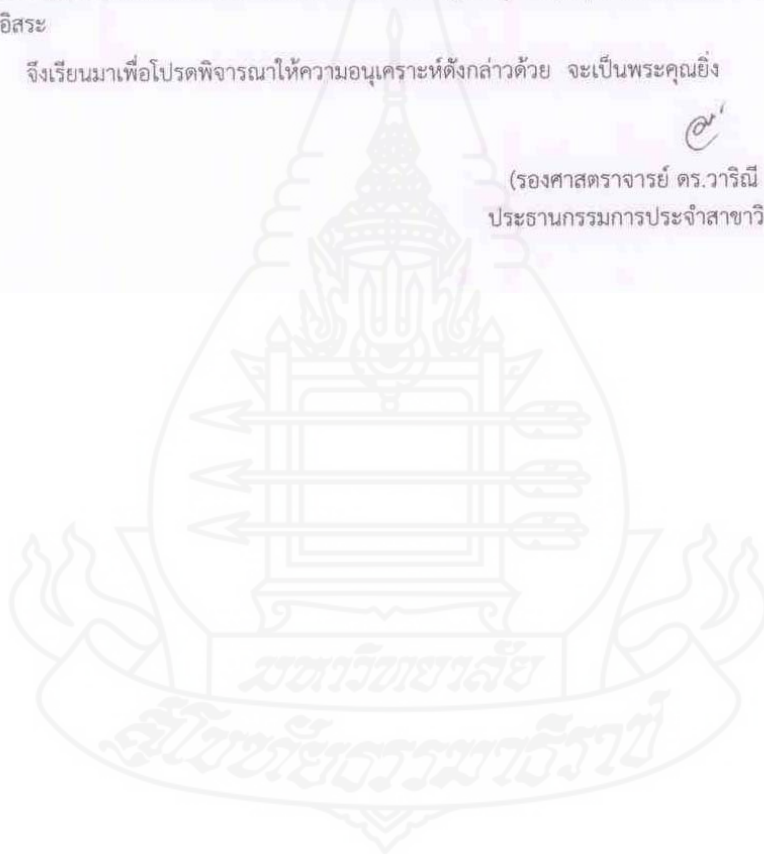 อิสระ
จึงเรียนมาเพื่อโปรดพิจารณาให้ความอนุเคราะห์ดังกล่าวด้วย จะเป็นพระคุณยิ่ง
(รองศาสตราจารย์ ดร.วาริณี
ประธานกรรมการประจำสาขาวิ
มหาวิทยาลัย
สุโขทัยธรรมาธิราช